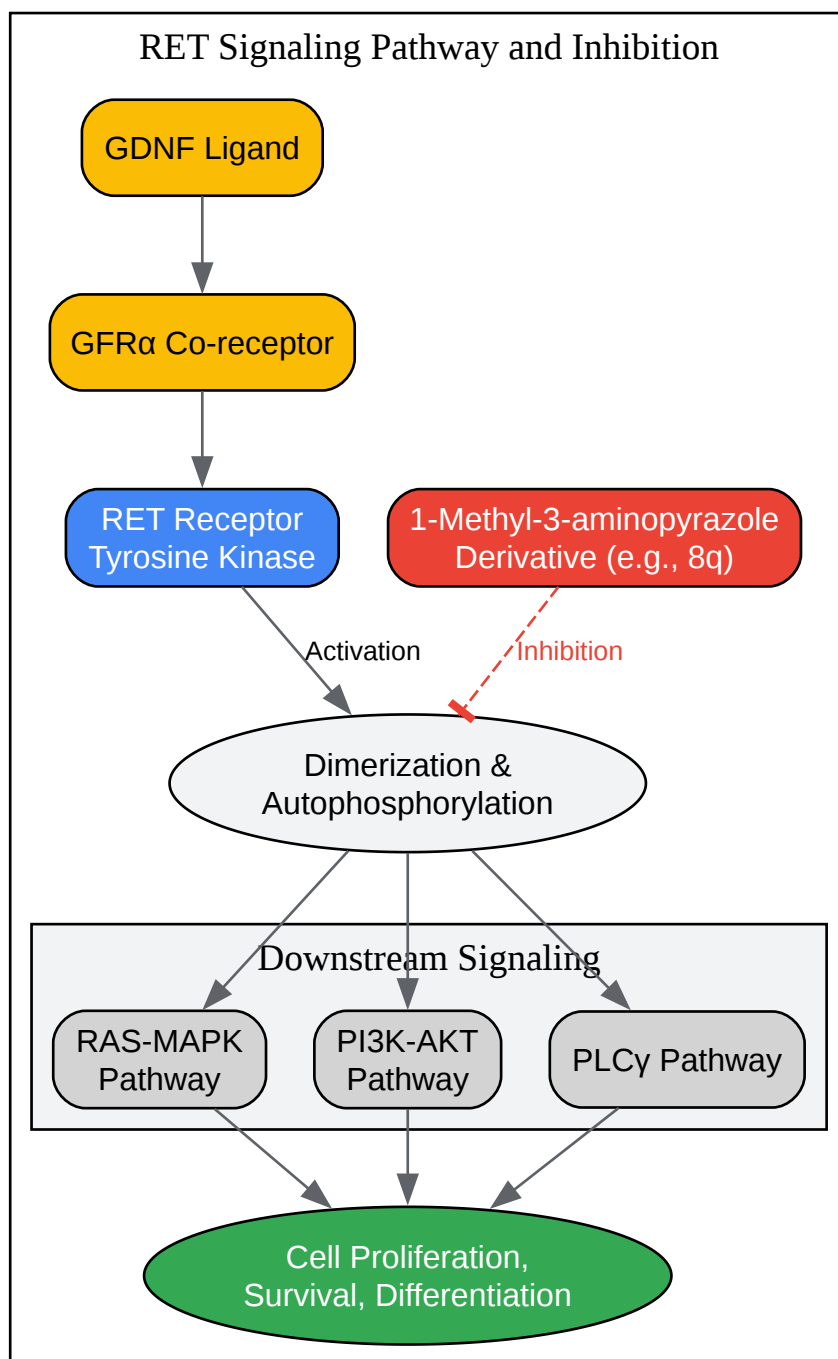 RET Signaling Pathway and Inhibition
GDNF Ligand
GFRα Co-receptor
RET Receptor
Tyrosine Kinase
1-Methyl-3-aminopyrazole
Derivative (e.g., 8q)
Activation
Inhibition
Dimerization &
Autophosphorylation
Downstream Signaling
RAS-MAPK
Pathway
PI3K-AKT
Pathway
PLCγ Pathway
Cell Proliferation,
Survival, Differentiation